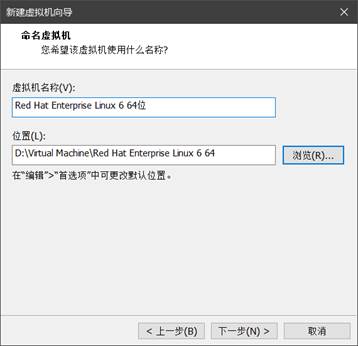 新建虚拟机向导
命名虚拟机
您希望该虚拟机使用什么名称?
虚拟机名称(V):
Red Hat Enterprise Linux 6 64位
位置(L):
D:\Virtual Machine\Red Hat Enterprise Linux 6 64
浏览(R)...
在“编辑”>“首选项”中可更改默认位置。
< 上一步(B)
下一步(N) >
取消